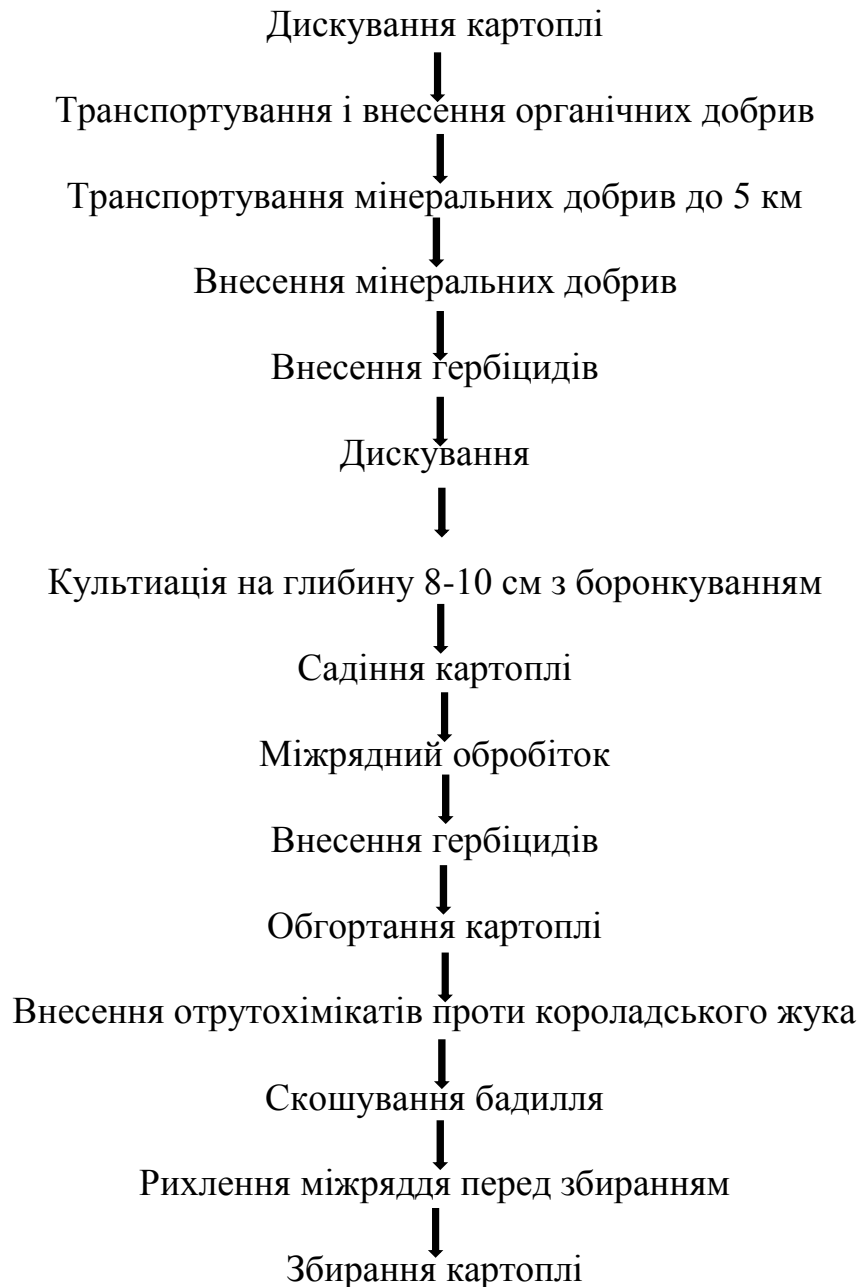 Дискування картоплі
Транспортування і внесення органічних добрив
Транспортування мінеральних добрив до 5 км
Внесення мінеральних добрив
Внесення гербіцидів
Дискування
Культиація на глибину 8-10 см з боронкуванням
Садіння картоплі
Міжрядний обробіток
Внесення гербіцидів
Обгортання картоплі
Внесення отрутохімікатів проти короладського жука
Скошування бадилля
Рихлення міжряддя перед збиранням
Збирання картоплі